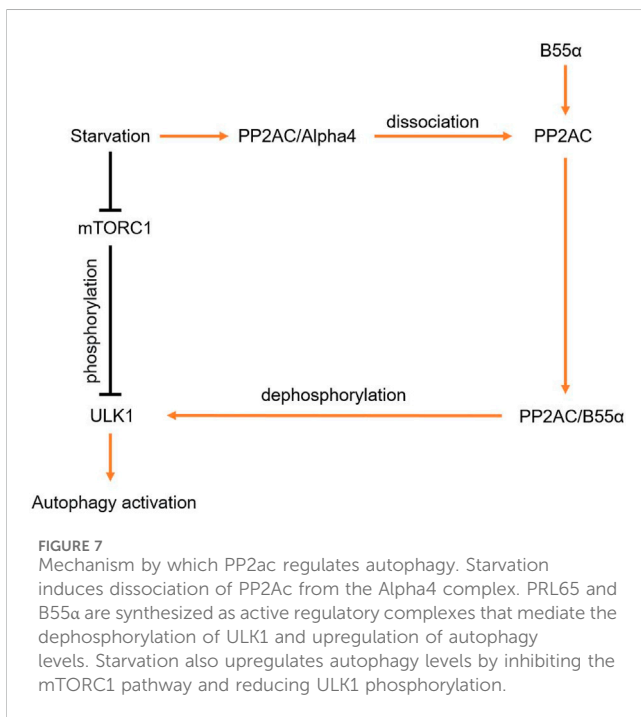 B55α
Starvation
PP2AC/Alpha4
dissociation
PP2AC
mTORC1
phosphorylation
dephosphorylation
ULK1
PP2AC/B55α
Autophagy activation
FIGURE 7
Mechanism by which PP2ac regulates autophagy. Starvation
induces dissociation of PP2Ac from the Alpha4 complex. PRL65 and
B55α are synthesized as active regulatory complexes that mediate the
dephosphorylation of ULK1 and upregulation of autophagy
levels. Starvation also upregulates autophagy levels by inhibiting the
mTORC1 pathway and reducing ULK1 phosphorylation.